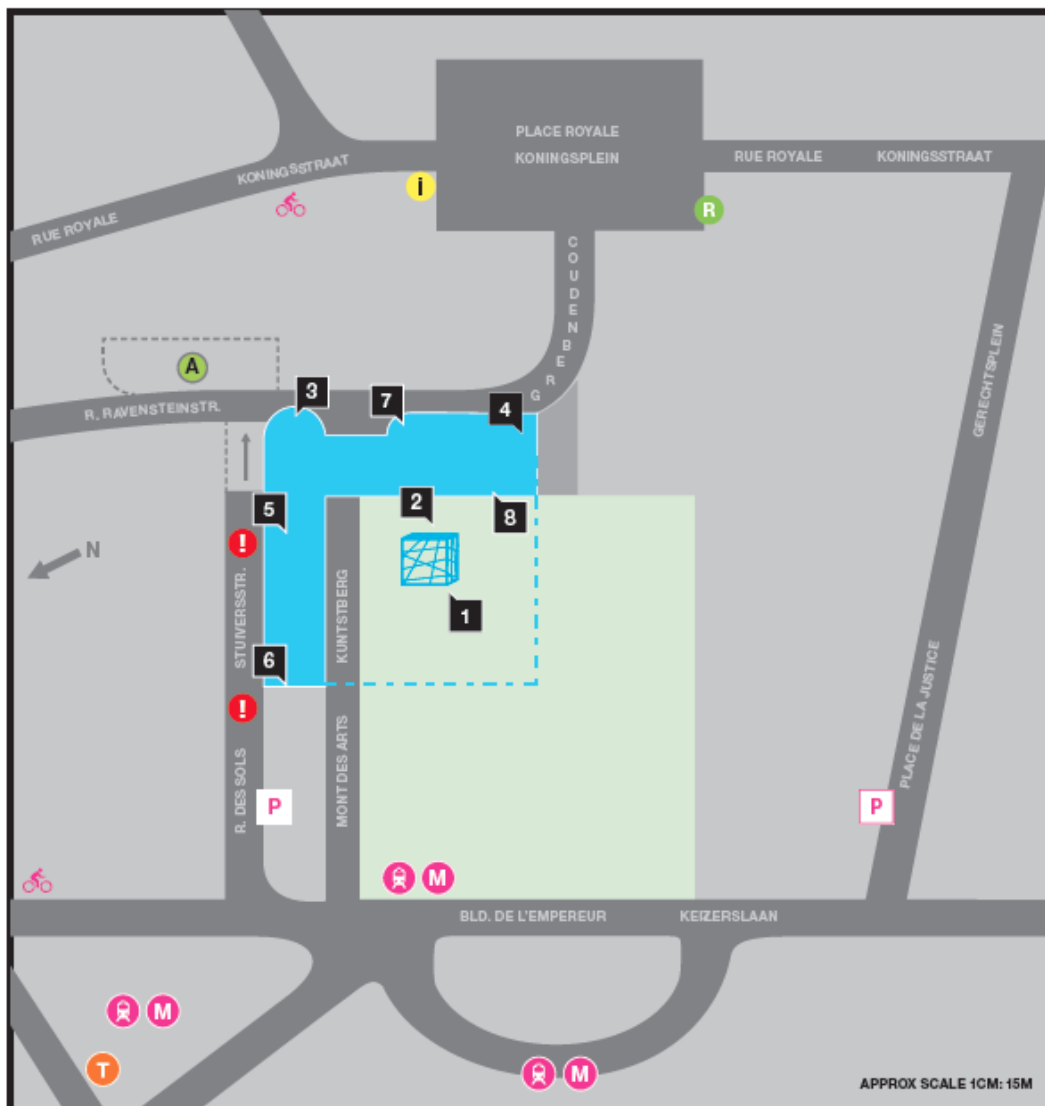 PLACE ROYALE
KONINGSPLEIN
RUE ROYALE
KONINGSSTRAAT
RUE ROYALE
KONINGSSTRAAT
i
R
COUDENBERG
A
3
7
4
R. RAVENSTEINSTR.
GERECHTSPLEIN
PLACE DE LA JUSTICE
5
2
8
!
N
STUIVERSSTR.
KUNTSTBERG
1
6
!
R. DES SOLS
MONT DES ARTS
P
P
M
BLD. DE L'EMPEREUR
KEIZERSLAAN
M
T
M
APPROX SCALE 1CM: 15M